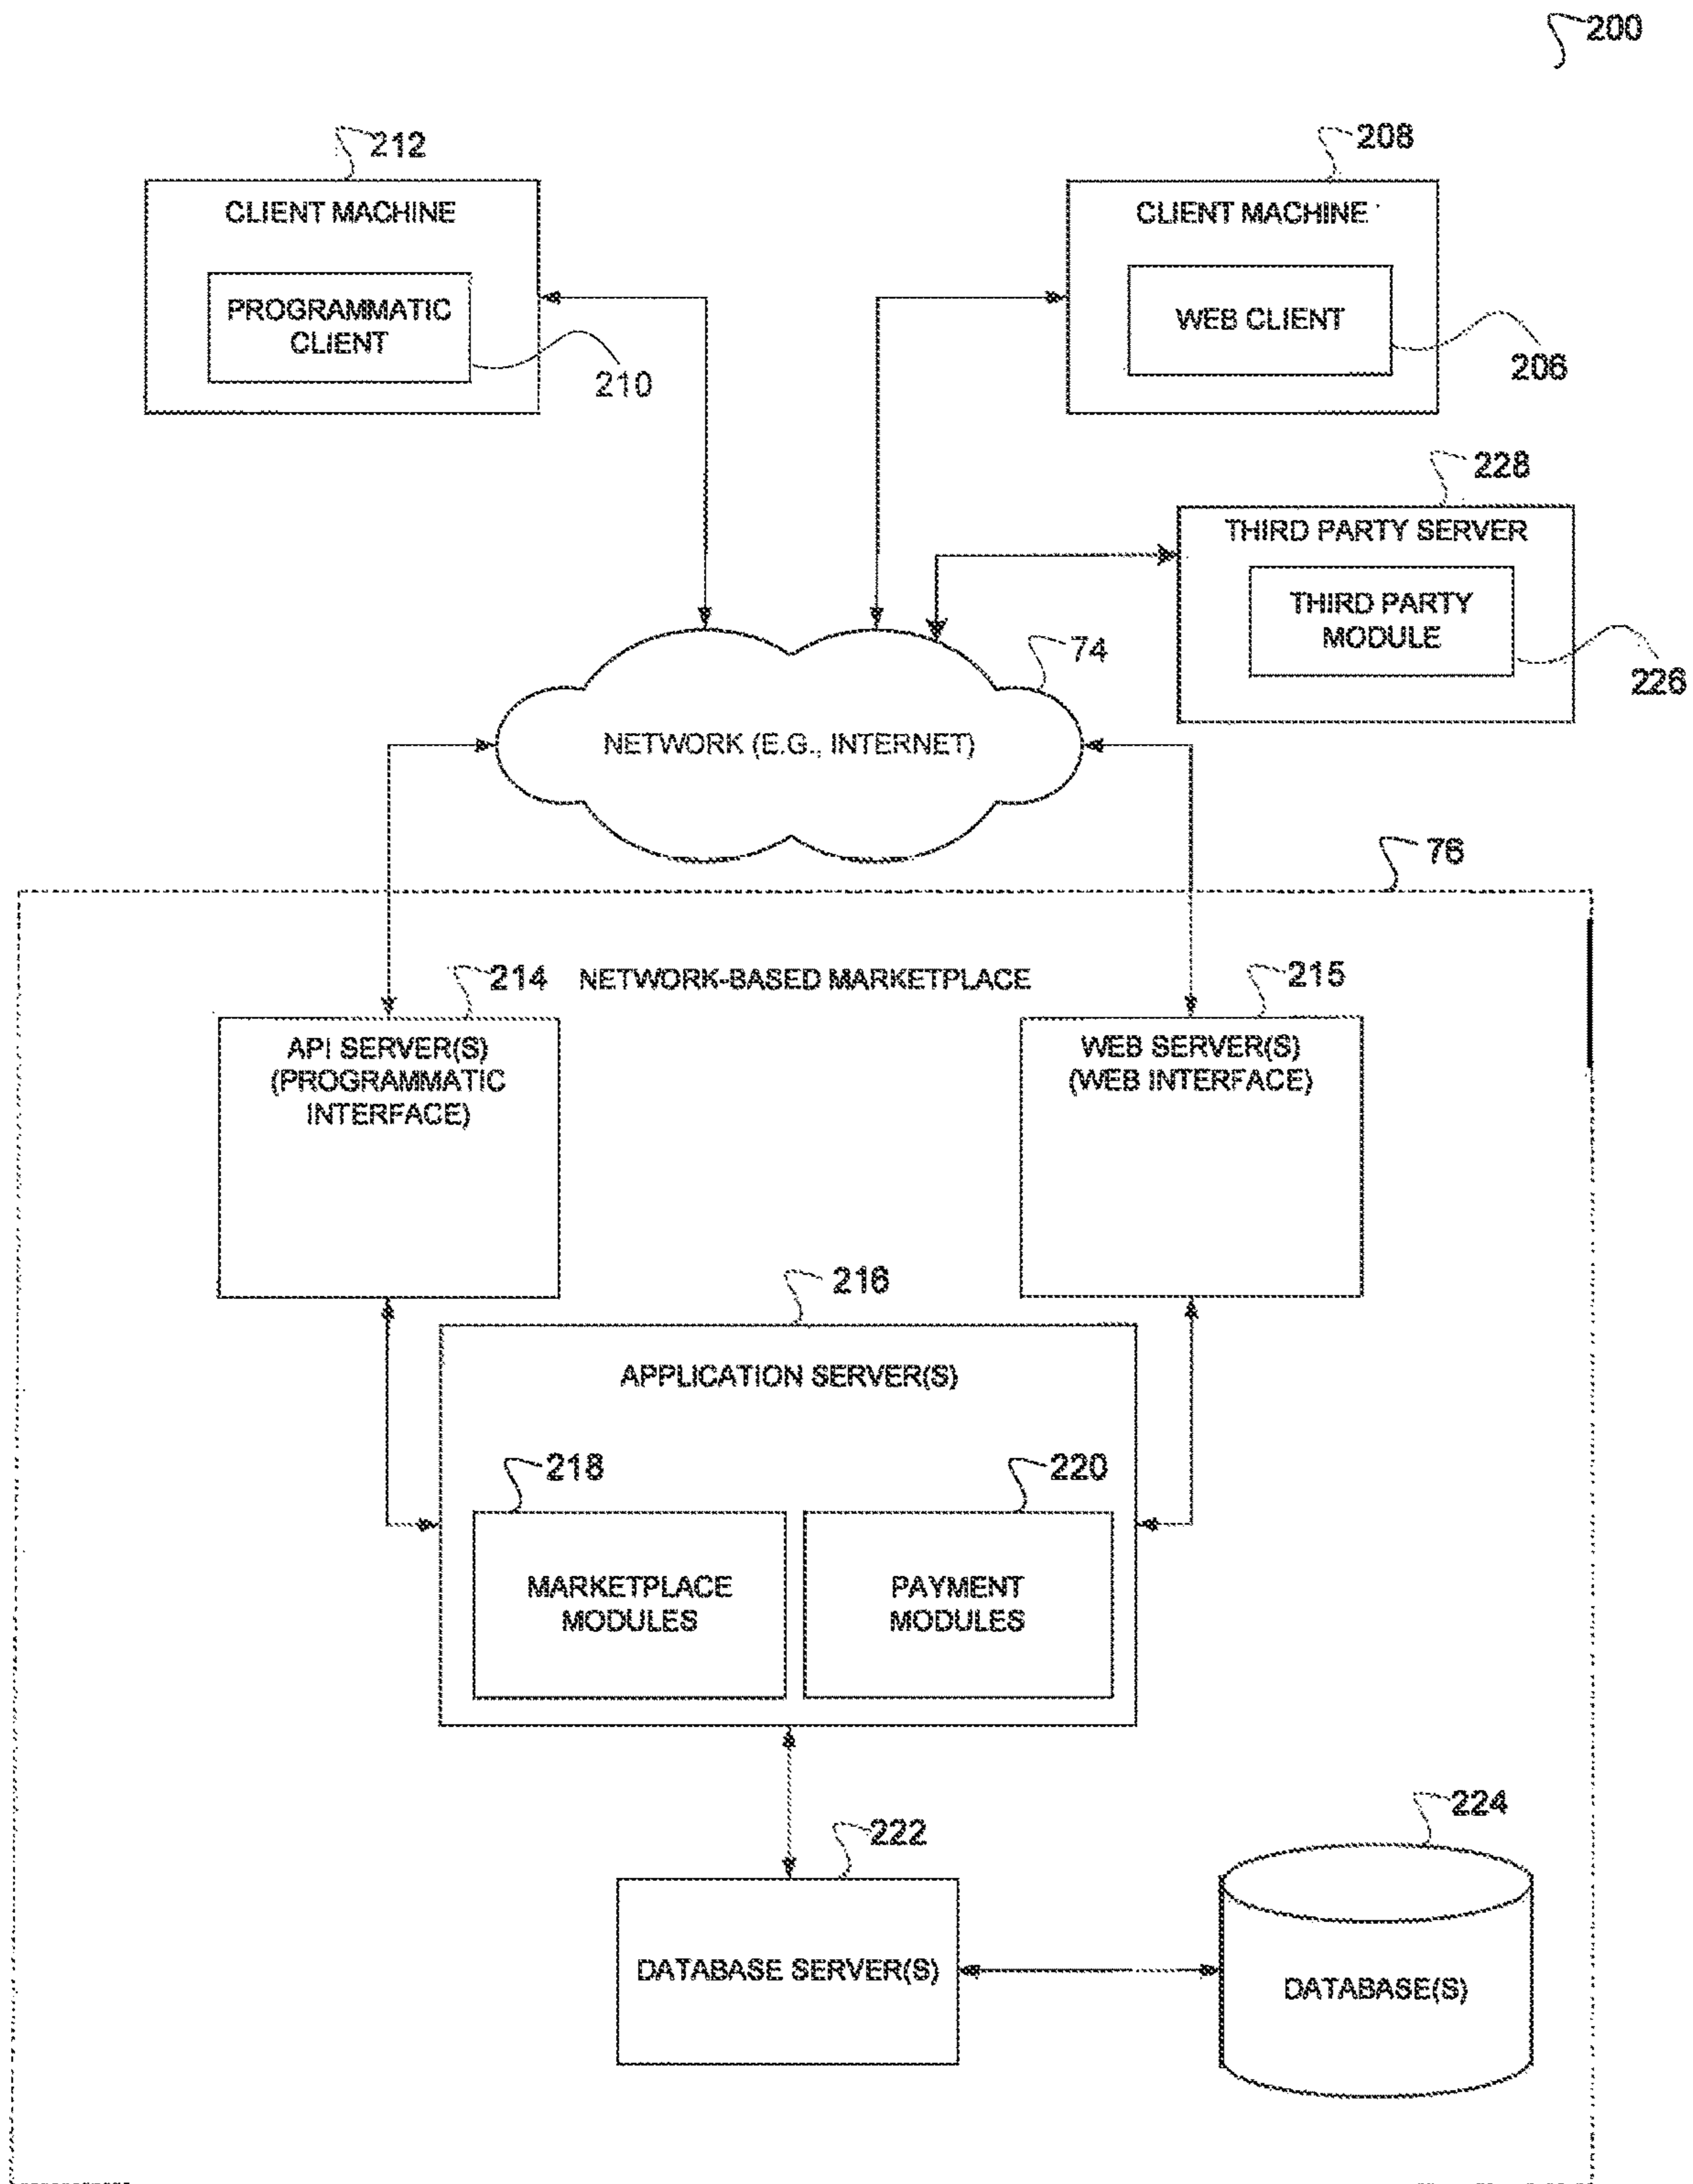 200
212
CLIENT MACHINE
PROGRAMMATIC
CLIENT
210
208
CLIENT MACHINE
WEB CLIENT
206
228
THIRD PARTY SERVER
THIRD PARTY
MODULE
226
74
NETWORK (E.G., INTERNET)
76
NETWORK-BASED MARKETPLACE
214
API SERVER(S)
(PROGRAMMATIC
INTERFACE)
215
WEB SERVER(S)
(WEB INTERFACE)
216
APPLICATION SERVER(S)
218
MARKETPLACE
MODULES
220
PAYMENT
MODULES
222
DATABASE SERVER(S)
224
DATABASE(S)